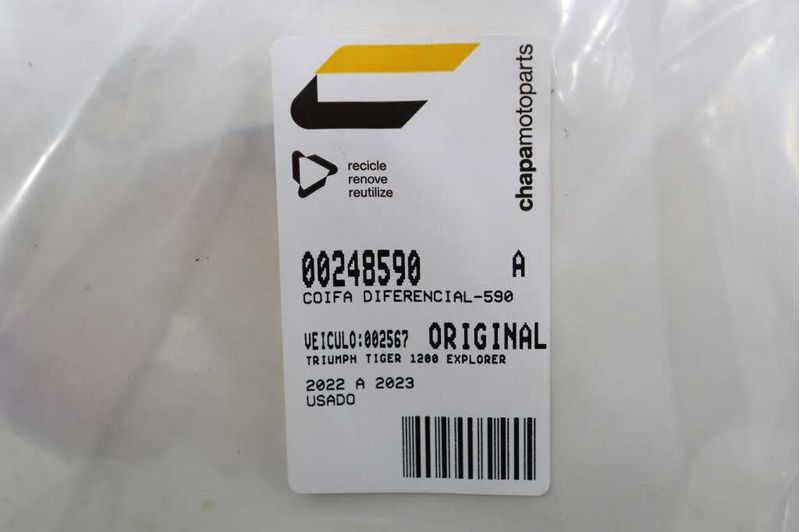 chapamotoparts
recicle
renove
reutilize
00248590 A
COIFA DIFERENCIAL-590
VEICULO:002567 ORIGINAL
TRIUMPH TIGER 1200 EXPLORER
2022 A 2023
USADO